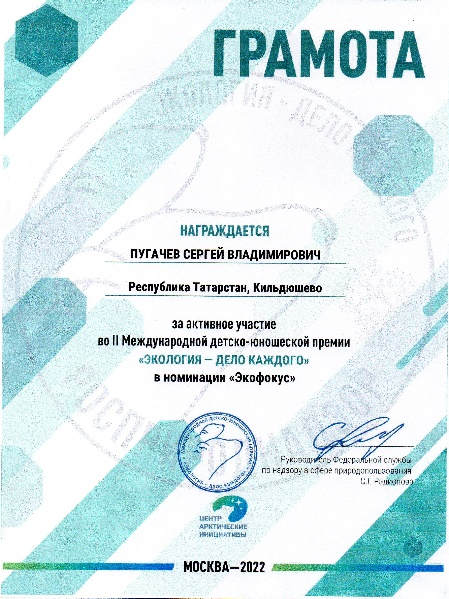 ГРАМОТА
НАГРАЖДАЕТСЯ
ПУГАЧЕВ СЕРГЕЙ ВЛАДИМИРОВИЧ
Республика Татарстан, Кильдюшево
за активное участие
во II Международной детско-юношеской премии
«ЭКОЛОГИЯ — ДЕЛО КАЖДОГО»
в номинации «Экофокус»
Руководитель Федеральной службы
по надзору в сфере природопользования
С.Г. Радионова
ЦЕНТР
АРКТИЧЕСКИЕ
ИНИЦИАТИВЫ
МОСКВА—2022